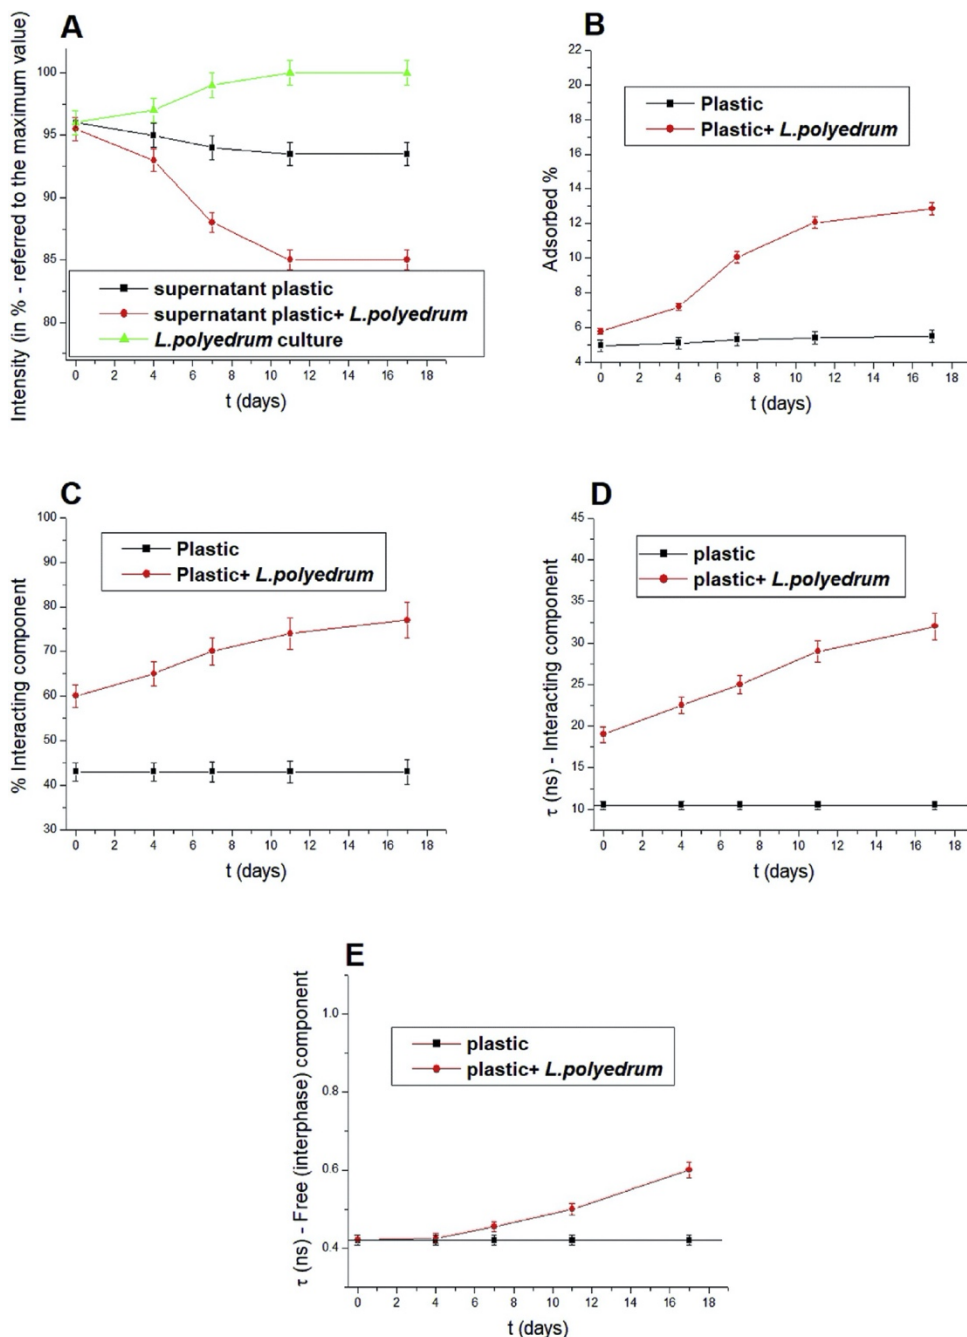 A
Intensity (in % - referred to the maximum value)
100
95
90
85
80
supernatant plastic
supernatant plastic+ L.polyedrum
L.polyedrum culture
0 2 4 6 8 10 12 14 16 18
t (days)
B
Adsorbed %
22
20
18
16
14
12
10
8
6
4
Plastic
Plastic+ L.polyedrum
0 2 4 6 8 10 12 14 16 18
t (days)
C
% Interacting component
100
90
80
70
60
50
40
30
Plastic
Plastic+ L.polyedrum
0 2 4 6 8 10 12 14 16 18
t (days)
D
τ (ns) - Interacting component
45
40
35
30
25
20
15
10
plastic
plastic+ L.polyedrum
0 2 4 6 8 10 12 14 16 18
t (days)
E
τ (ns) - Free (interphase) component
1.0
0.8
0.6
0.4
plastic
plastic+ L.polyedrum
0 2 4 6 8 10 12 14 16 18
t (days)